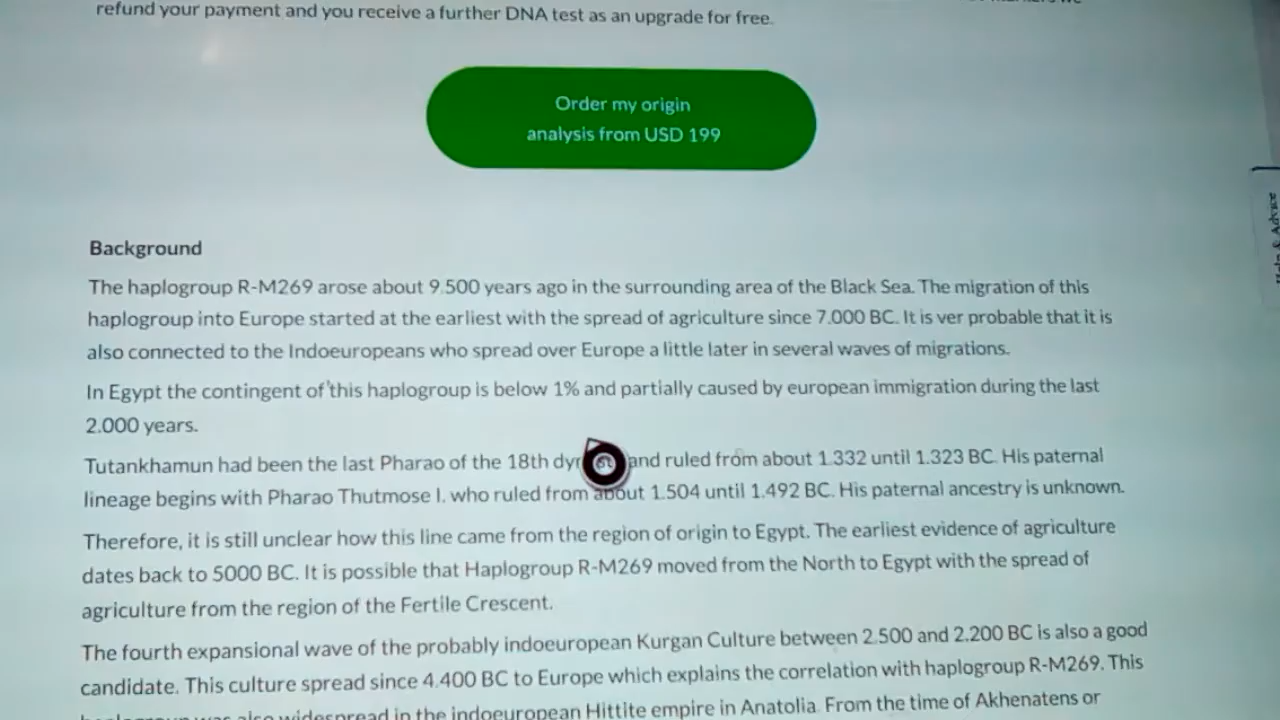 refund your payment and you receive a further DNA test as an upgrade for free.
Order my origin
analysis from USD 199
Background
The haplogroup R-M269 arose about 9.500 years ago in the surrounding area of the Black Sea. The migration of this
haplogroup into Europe started at the earliest with the spread of agriculture since 7.000 BC. It is ver probable that it is
also connected to the Indoeuropeans who spread over Europe a little later in several waves of migrations.
In Egypt the contingent of this haplogroup is below 1% and partially caused by european immigration during the last
2.000 years.
Tutankhamun had been the last Pharao of the 18th and ruled from about 1.332 until 1.323 BC. His paternal
lineage begins with Pharao Thutmose I. who ruled from about 1.504 until 1.492 BC. His paternal ancestry is unknown.
Therefore, it is still unclear how this line came from the region of origin to Egypt. The earliest evidence of agriculture
dates back to 5000 BC. It is possible that Haplogroup R-M269 moved from the North to Egypt with the spread of
agriculture from the region of the Fertile Crescent.
The fourth expansional wave of the probably indoeuropean Kurgan Culture between 2.500 and 2.200 BC is also a good
candidate. This culture spread since 4.400 BC to Europe which explains the correlation with haplogroup R-M269. This
also widespread in the indoeuropean Hittite empire in Anatolia. From the time of Akhenatens or
& Advice